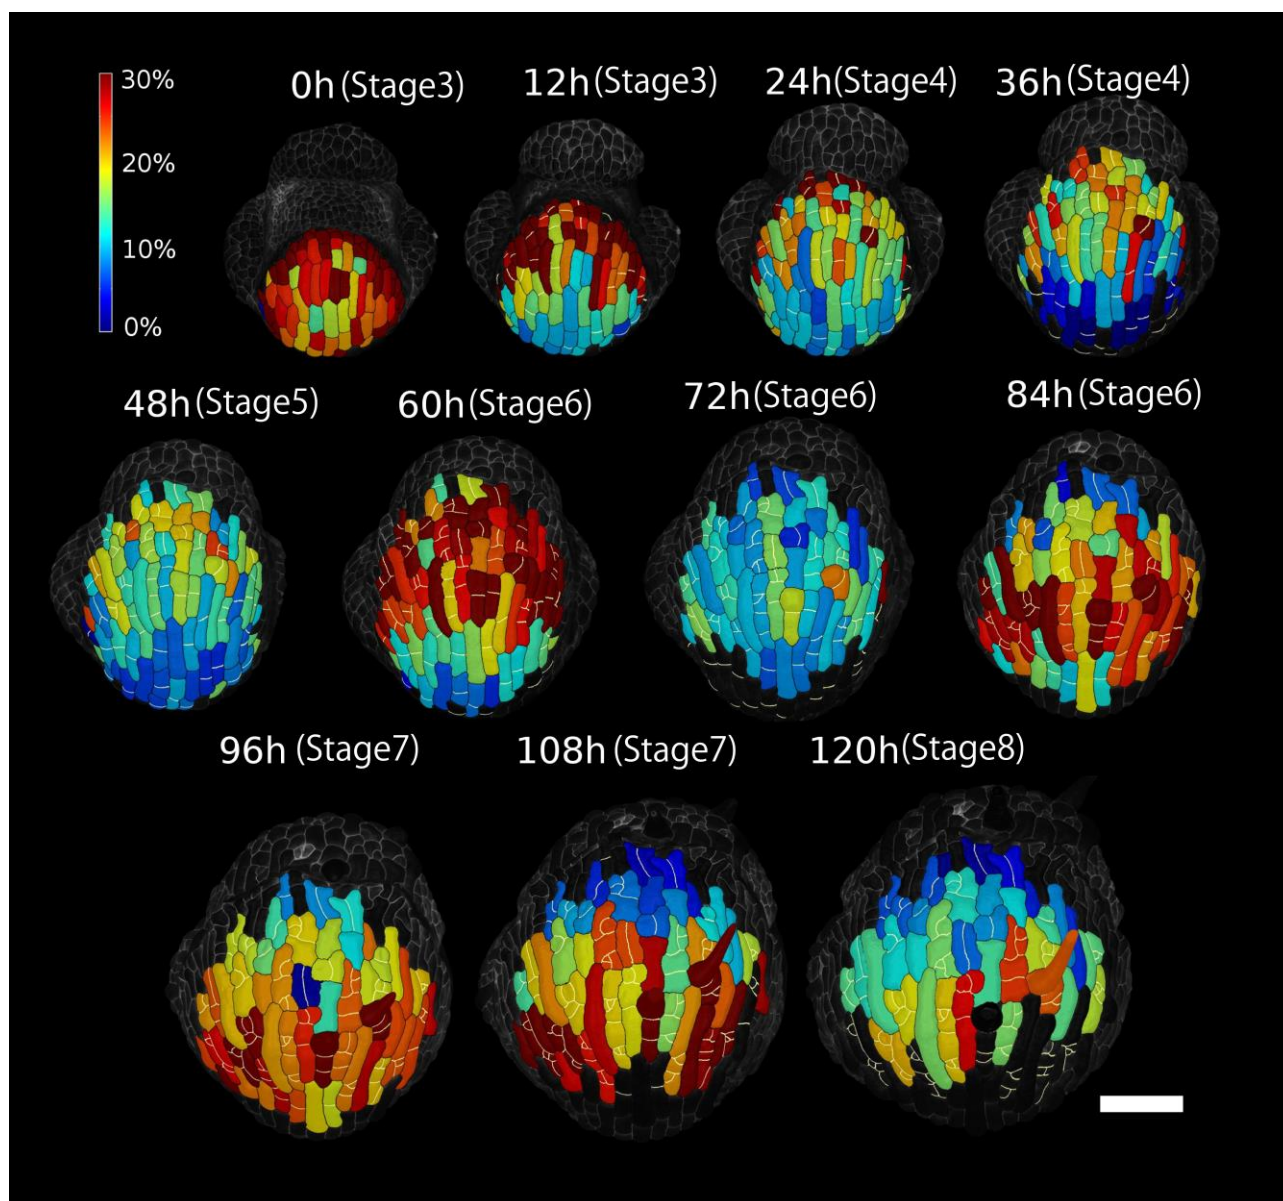 30%
20%
10%
0%
0h (Stage3)
12h (Stage3)
24h (Stage4)
36h (Stage4)
48h (Stage5)
60h (Stage6)
72h (Stage6)
84h (Stage6)
96h (Stage7)
108h (Stage7)
120h (Stage8)